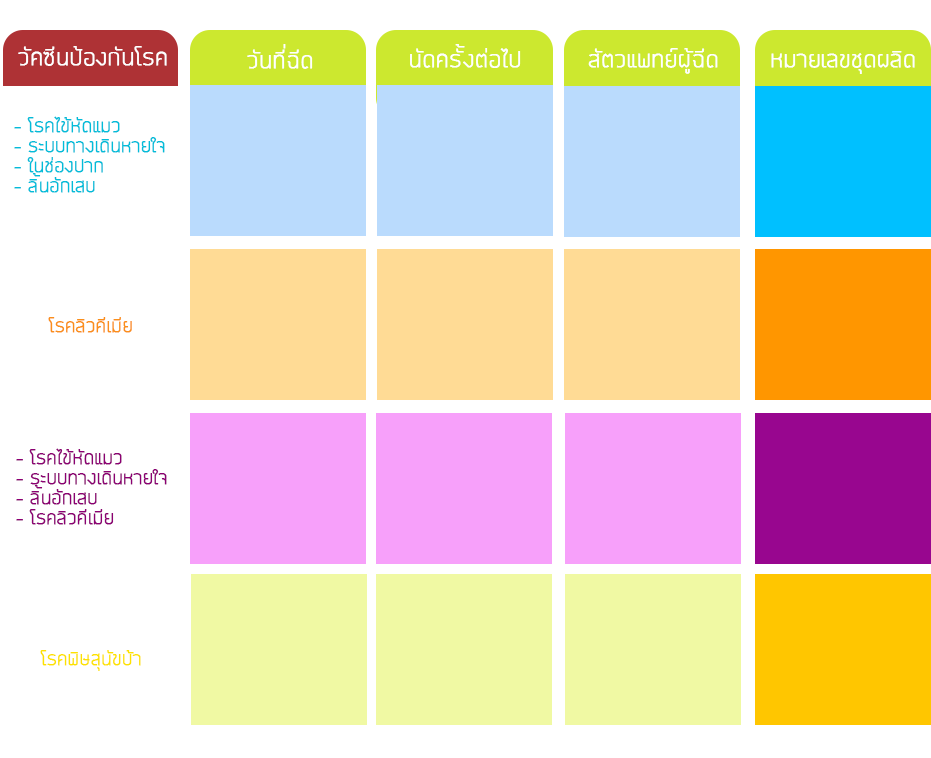 วัคซีนป้องกันโรค
วันที่ฉีด
นัดครั้งต่อไป
สัตวแพทย์ผู้ฉีด
หมายเลขชุดผลิต
- โรคไข้หัดแมว
- ระบบทางเดินหายใจ
- ในช่องปาก
- ลิ้นอักเสบ
โรคลิวคีเมีย
- โรคไข้หัดแมว
- ระบบทางเดินหายใจ
- ลิ้นอักเสบ
- โรคลิวคีเมีย
โรคพิษสุนัขบ้า